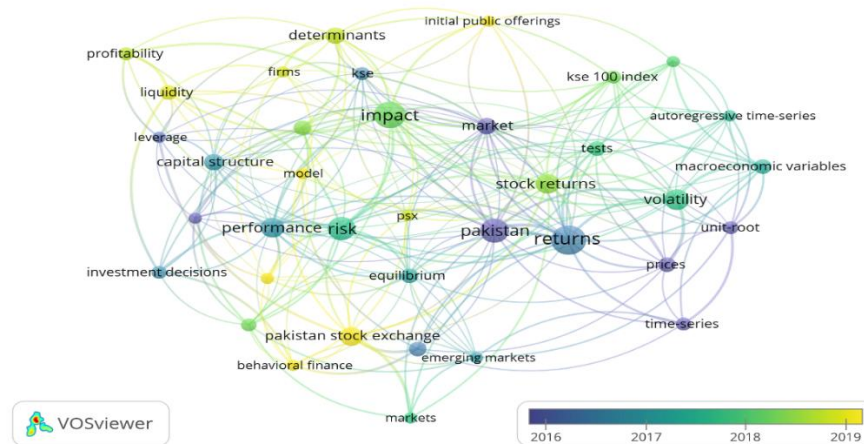 initial public offerings
determinants
profitability
firms
kse
kse 100 index
liquidity
impact
market
autoregressive time-series
leverage
tests
capital structure
model
stock returns
macroeconomic variables
volatility
psx
performance
risk
pakistan
returns
unit-root
investment decisions
equilibrium
prices
time-series
pakistan stock exchange
behavioral finance
emerging markets
markets
VOSviewer
2016 2017 2018 2019